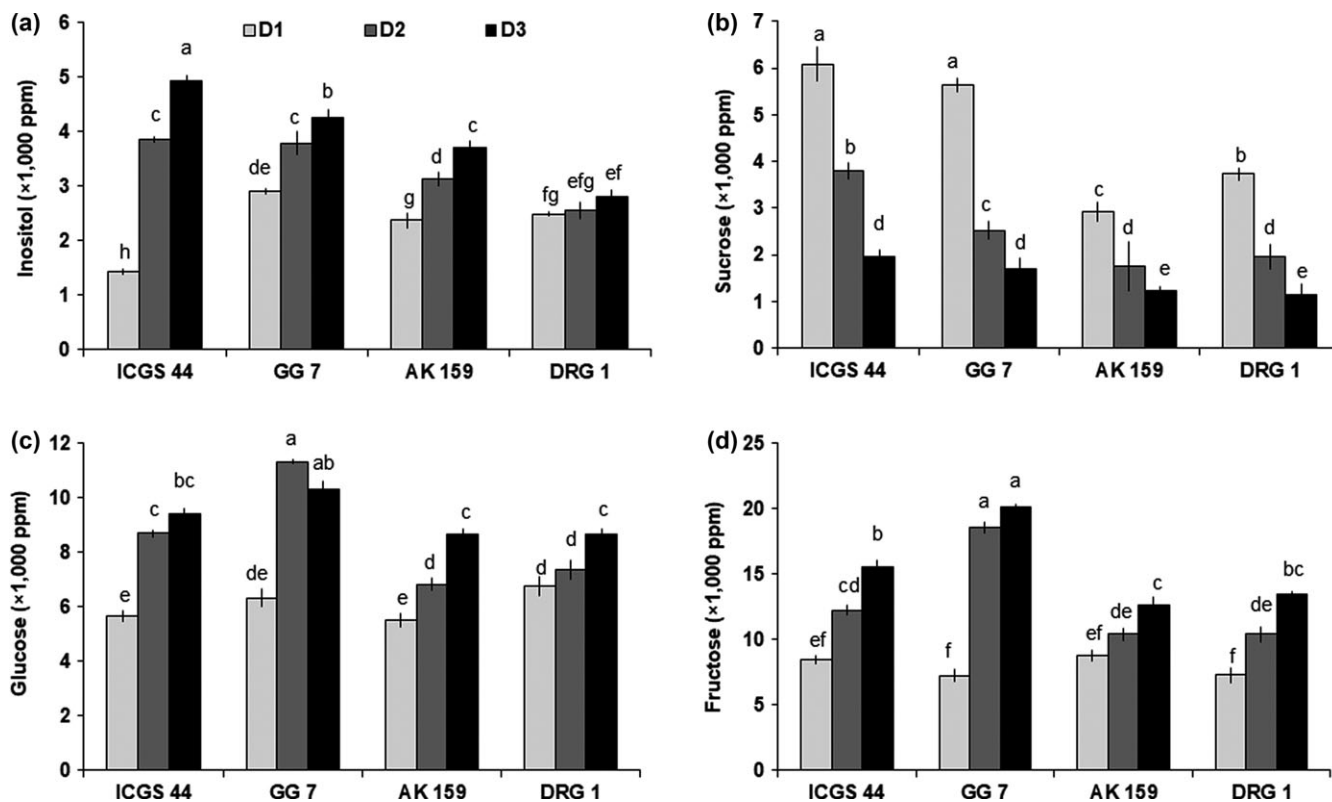 (a)
D1 D2 D3
Inositol (×1,000 ppm)
6
5
4
3
2
1
0
h c a
de c b
g d c
fg efg ef
ICGS 44 GG 7 AK 159 DRG 1
(b)
Sucrose (×1,000 ppm)
7
6
5
4
3
2
1
0
a b d
a c d
c d e
b d e
ICGS 44 GG 7 AK 159 DRG 1
(c)
Glucose (×1,000 ppm)
12
10
8
6
4
2
0
e c bc
de a ab
e d c
d d c
ICGS 44 GG 7 AK 159 DRG 1
(d)
Fructose (×1,000 ppm)
25
20
15
10
5
0
ef cd b
f a a
ef de c
f de bc
ICGS 44 GG 7 AK 159 DRG 1